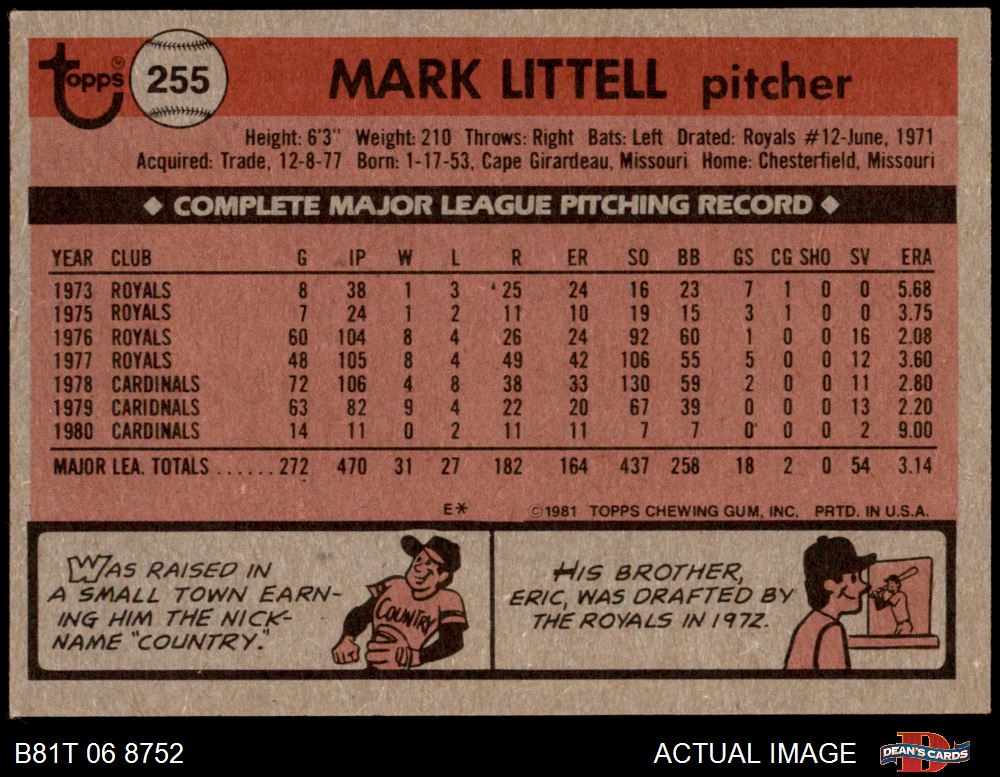 Topps ® 255 MARK LITTELL pitcher
Height: 6'3" Weight: 210 Throws: Right Bats: Left Drated: Royals #12-June, 1971
Acquired: Trade, 12-8-77 Born: 1-17-53, Cape Girardeau, Missouri Home: Chesterfield, Missouri
◆ COMPLETE MAJOR LEAGUE PITCHING RECORD ◆
YEAR CLUB G IP W L R ER SO BB GS CG SHO SV ERA
1973 ROYALS 8 38 1 3 25 24 16 23 7 1 0 0 5.68
1975 ROYALS 7 24 1 2 11 10 19 15 3 1 0 0 3.75
1976 ROYALS 60 104 8 4 26 24 92 60 1 0 0 16 2.08
1977 ROYALS 48 105 8 4 49 42 106 55 5 0 0 12 3.60
1978 CARDINALS 72 106 4 8 38 33 130 59 2 0 0 11 2.80
1979 CARIDNALS 63 82 9 4 22 20 67 39 0 0 0 13 2.20
1980 CARDINALS 14 11 0 2 11 11 7 7 0 0 0 2 9.00
MAJOR LEA. TOTALS ......272 470 31 27 182 164 437 258 18 2 0 54 3.14
E* ©1981 TOPPS CHEWING GUM, INC. PRTD. IN U.S.A.
WAS RAISED IN
A SMALL TOWN EARN-
ING HIM THE NICK-
NAME "COUNTRY."
COUNTRY
HIS BROTHER,
ERIC, WAS DRAFTED BY
THE ROYALS IN 1972.
B81T 06 8752 ACTUAL IMAGE DEAN'S CARDS